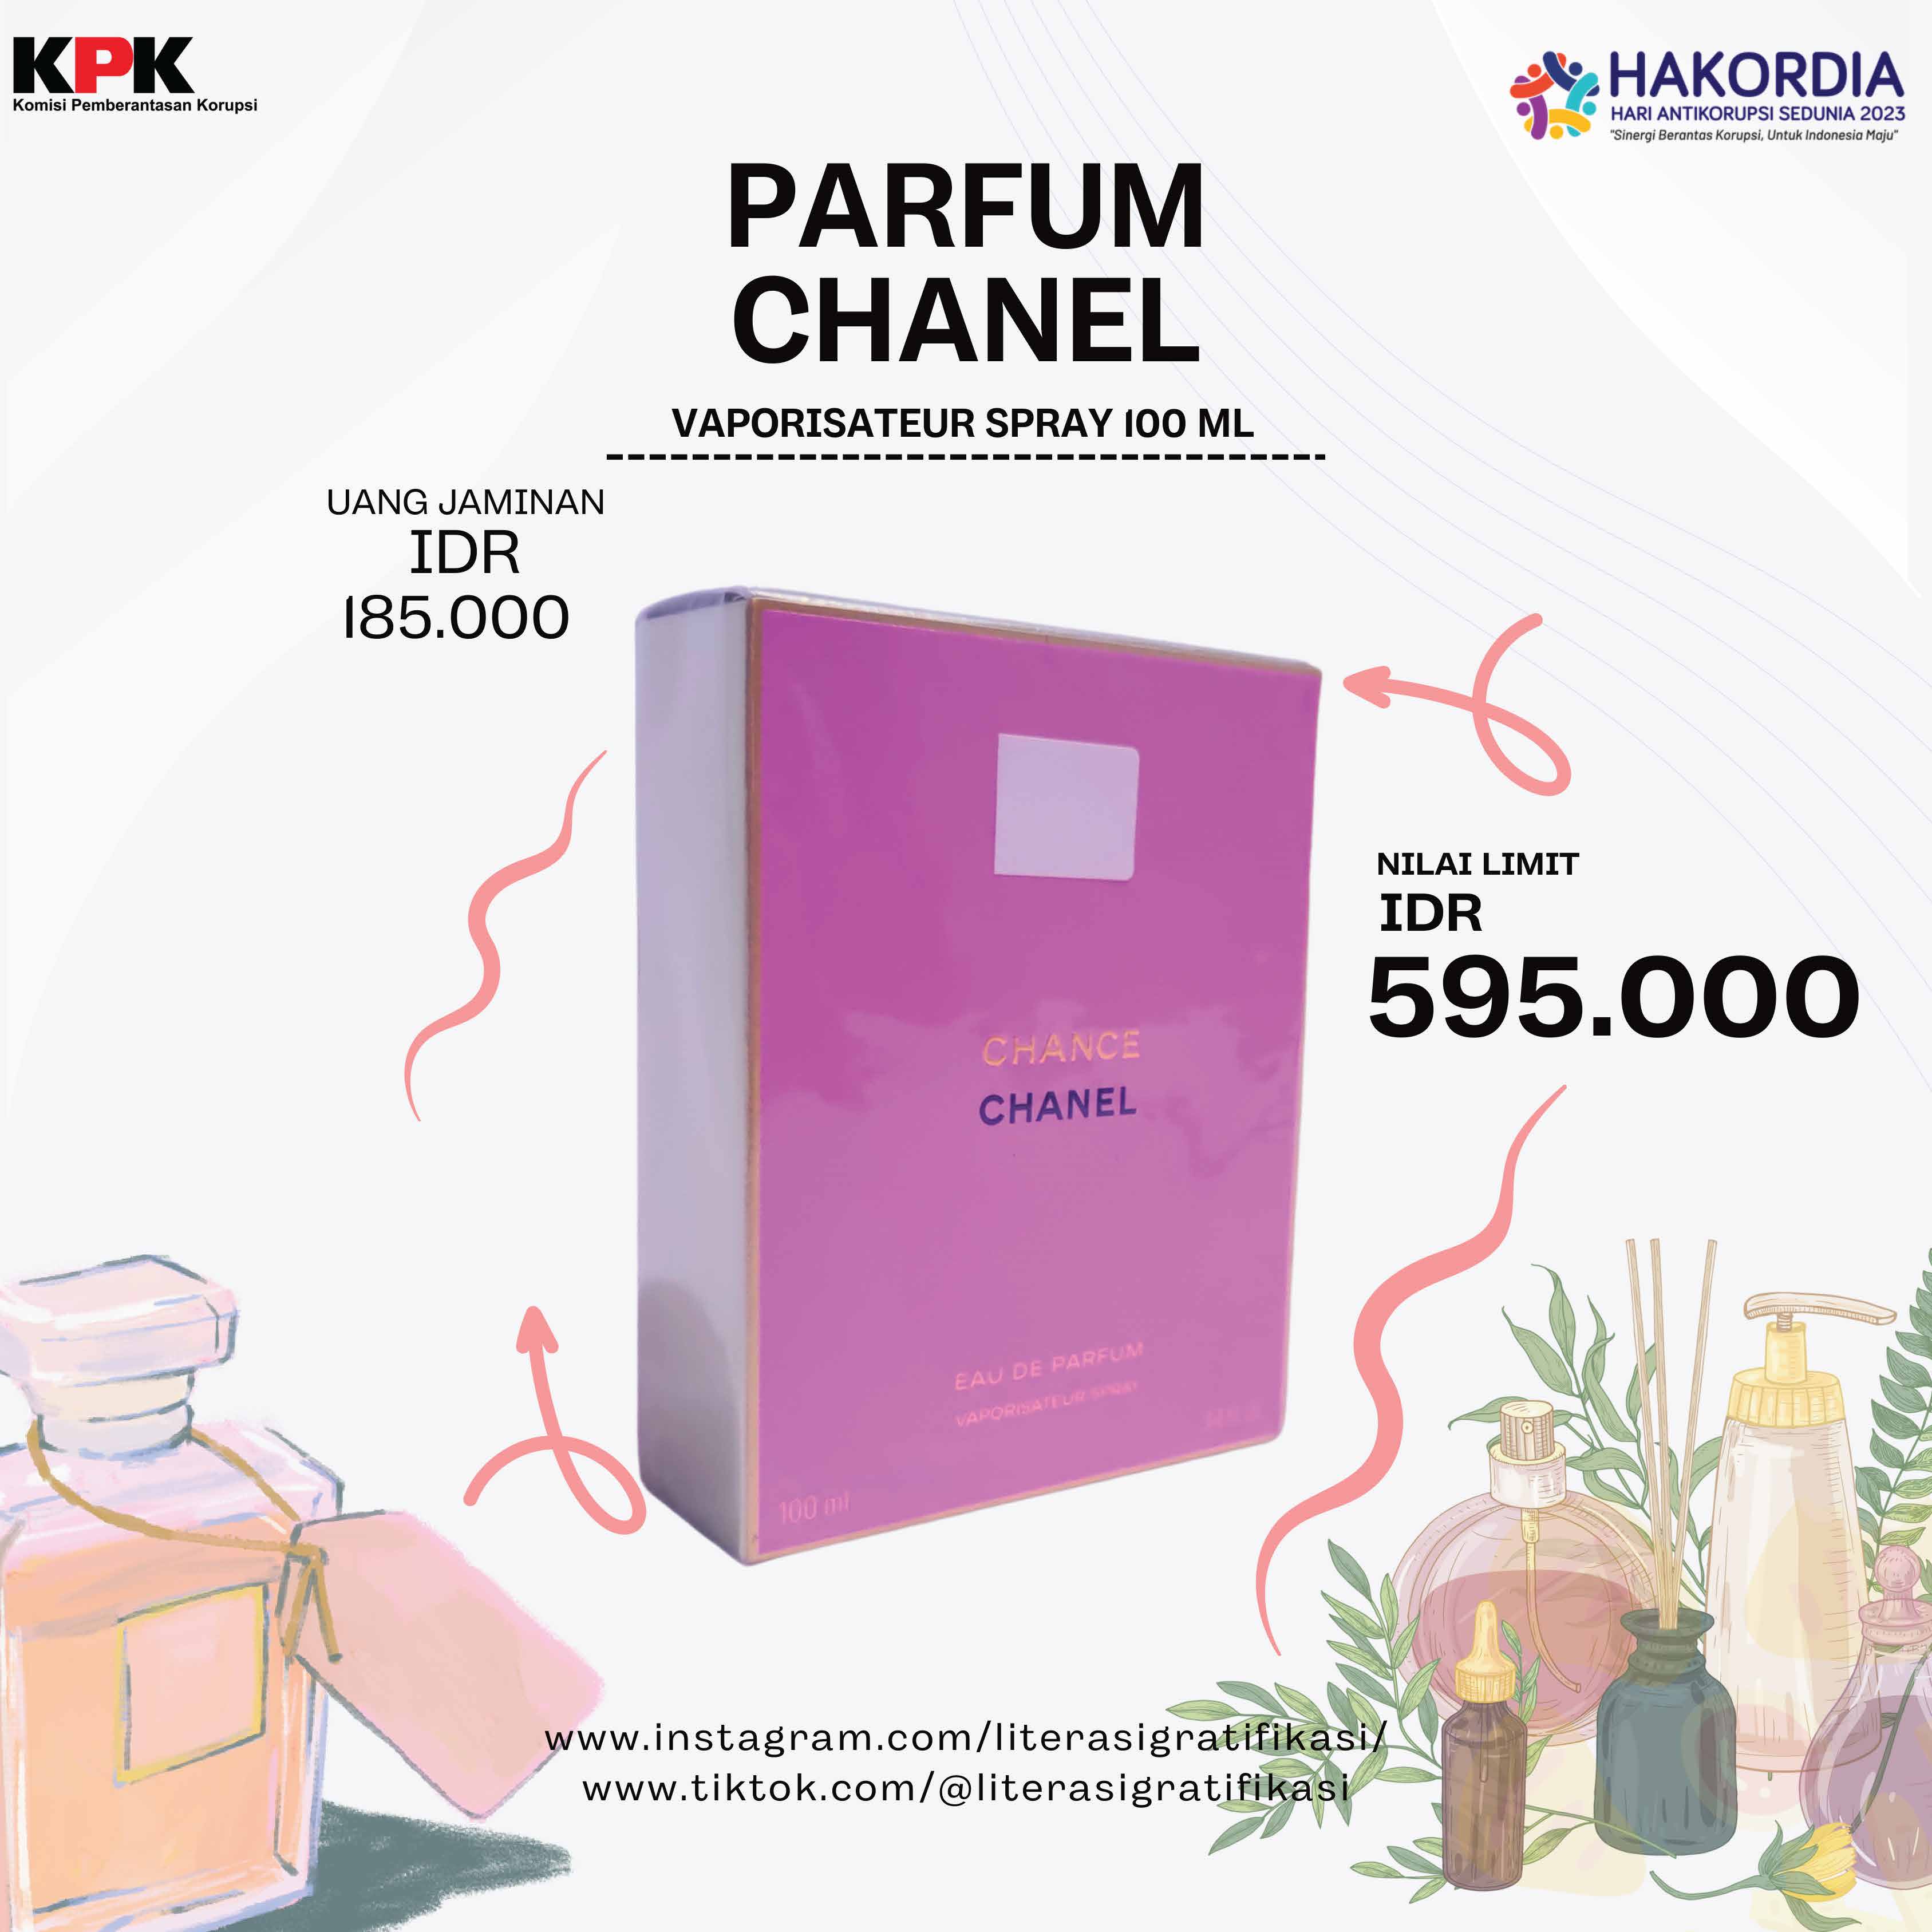 KPK
Komisi Pemberantasan Korupsi
HAKORDIA
HARI ANTIKORUPSI SEDUNIA 2023
"Sinergi Berantas Korupsi, Untuk Indonesia Maju"
PARFUM
CHANEL
VAPORISATEUR SPRAY 100 ML
UANG JAMINAN
IDR
185.000
NILAI LIMIT
IDR
595.000
CHANCE
CHANEL
EAU DE PARFUM
VAPORISATEUR SPRAY
100 ml
www.instagram.com/literasigratifikasi/
www.tiktok.com/@literasigratifikasi